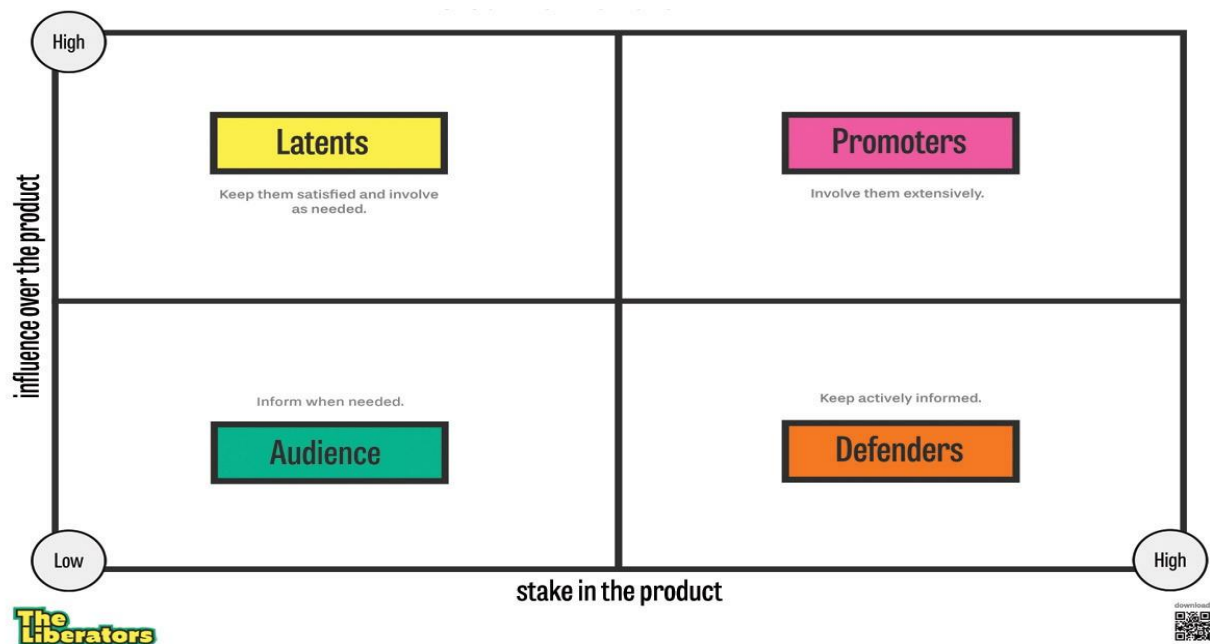 High
Latents
Keep them satisfied and involve
as needed.
Promoters
Involve them extensively.
influence over the product
Inform when needed.
Audience
Keep actively informed.
Defenders
Low
High
stake in the product
The
Liberators
download